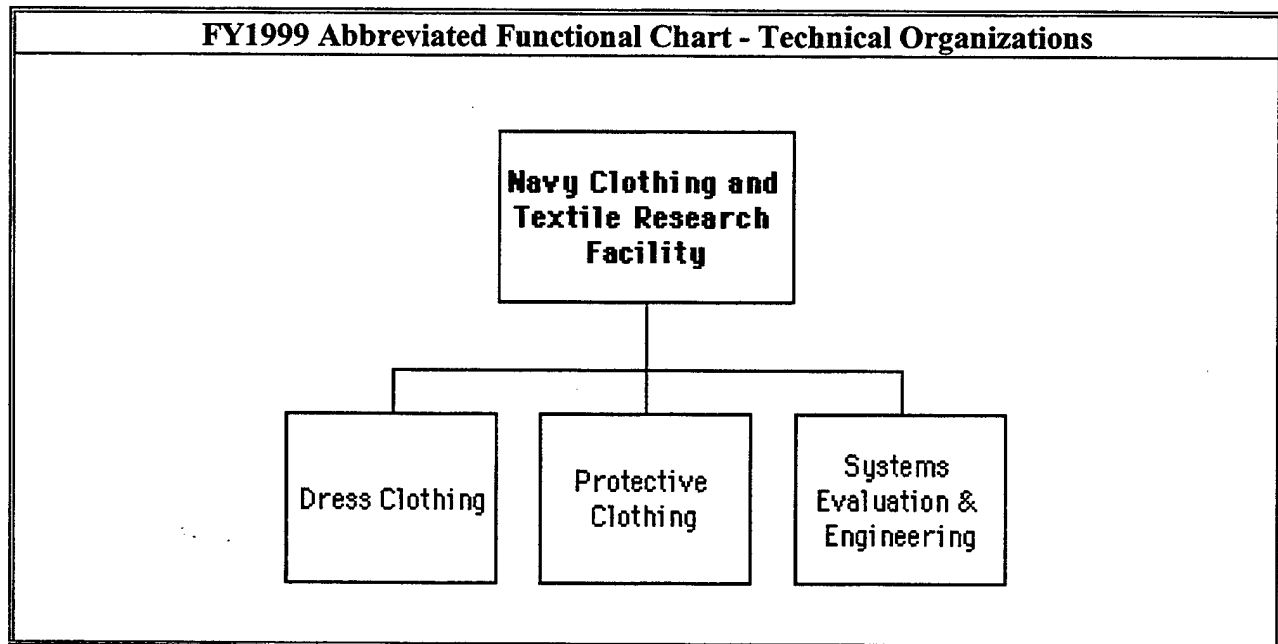 FY1999 Abbreviated Functional Chart - Technical Organizations
Navy Clothing and
Textile Research
Facility
Dress Clothing
Protective
Clothing
Systems
Evaluation &
Engineering